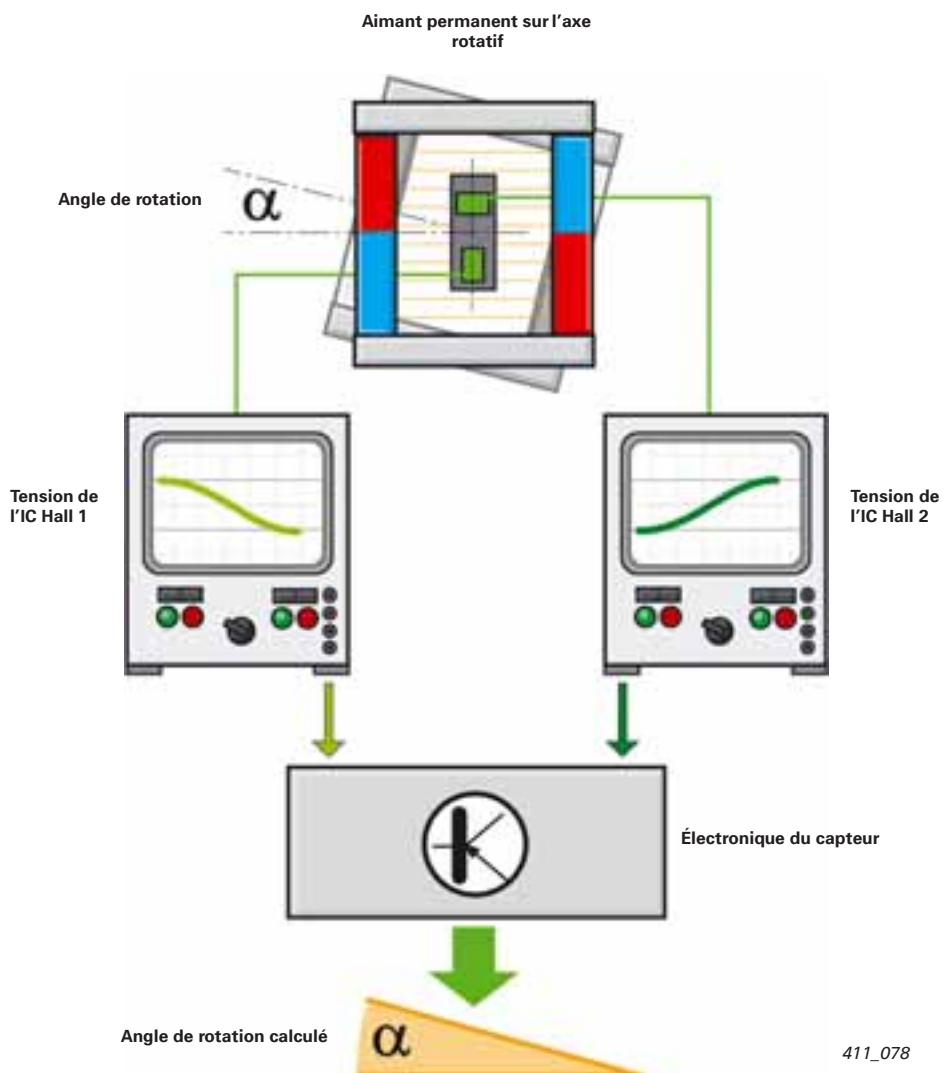 Aimant permanent sur l'axe
rotatif
Angle de rotation
α
Tension de
l'IC Hall 1
Tension de
l'IC Hall 2
Électronique du capteur
Angle de rotation calculé
α
411_078